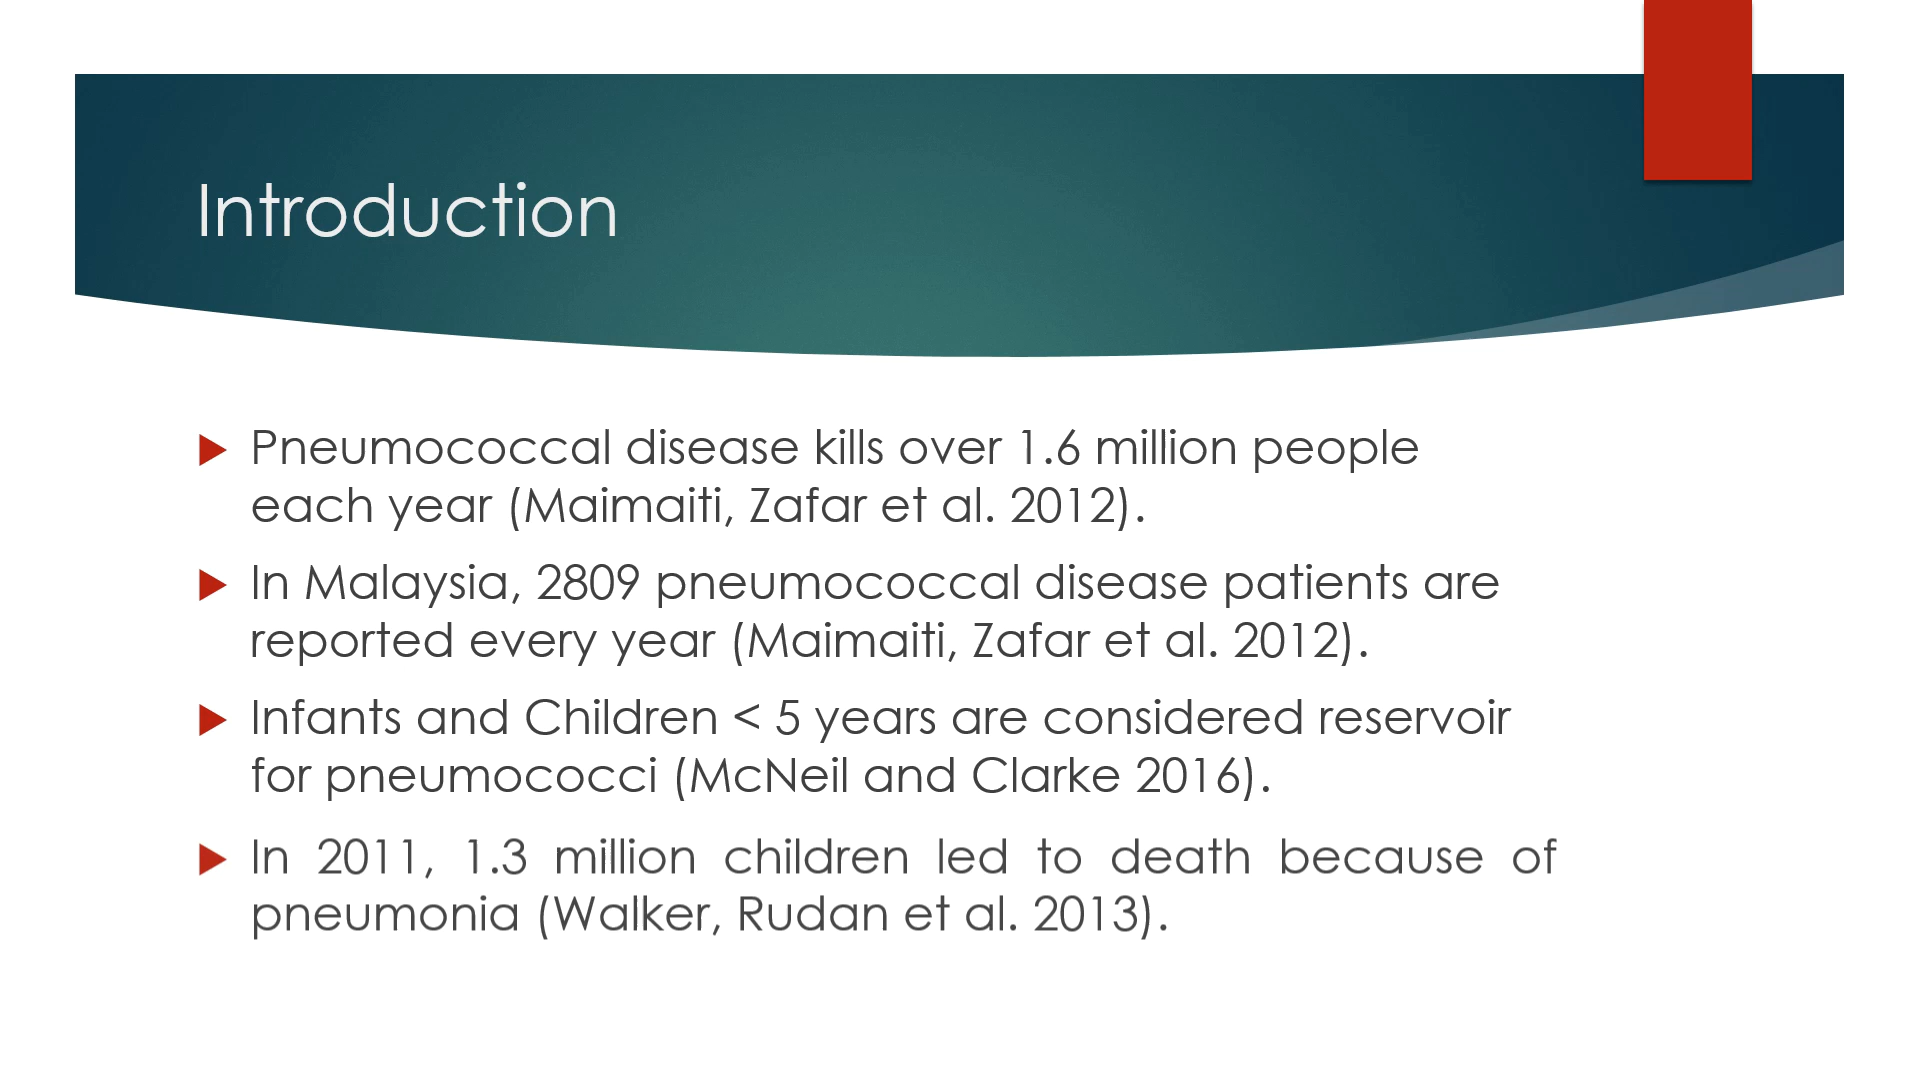 Introduction
Pneumococcal disease kills over 1.6 million people
each year (Maimaiti, Zafar et al. 2012).
In Malaysia, 2809 pneumococcal disease patients are
reported every year (Maimaiti, Zafar et al. 2012).
Infants and Children < 5 years are considered reservoir
for pneumococci (McNeil and Clarke 2016).
In 2011, 1.3 million children led to death because of
pneumonia (Walker, Rudan et al. 2013).